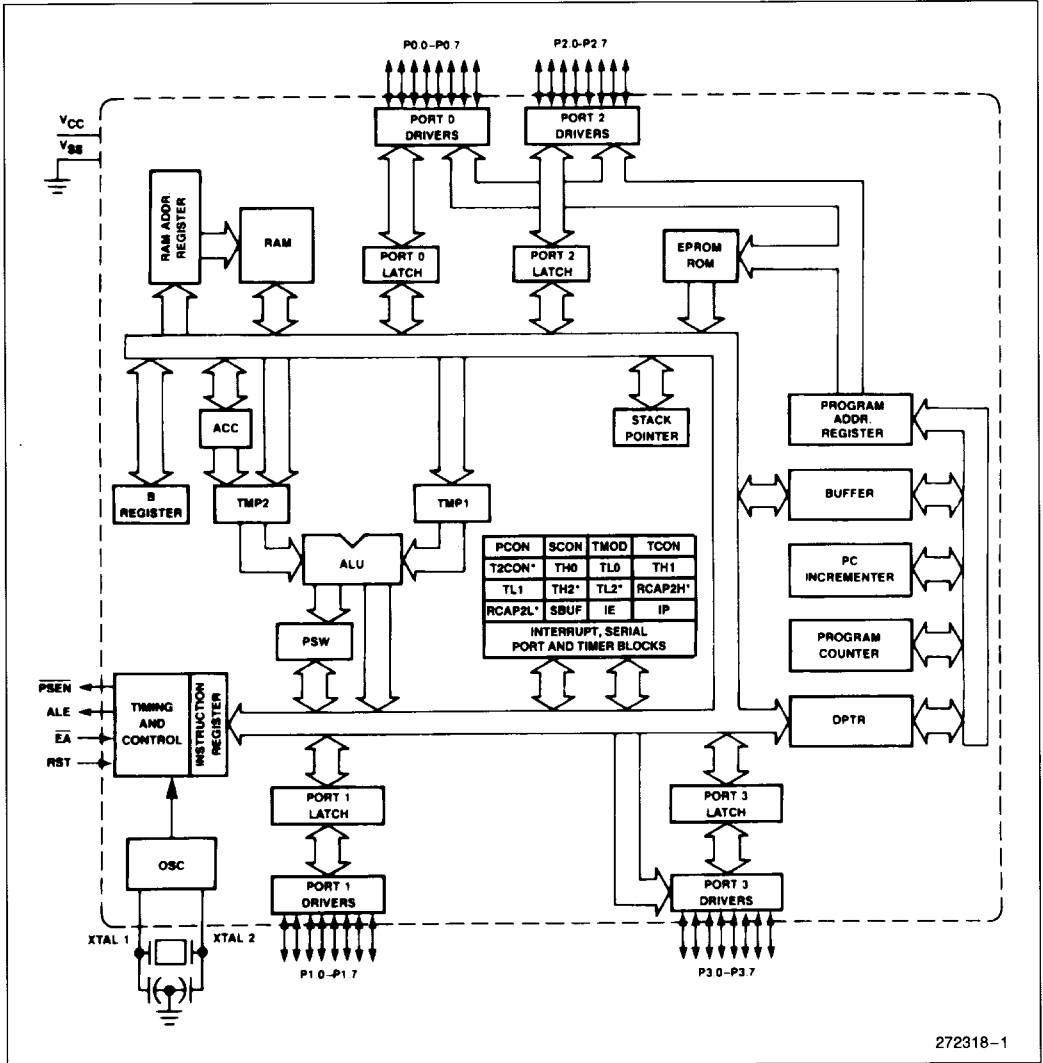 P0.0–P0.7
P2.0–P2.7
VCC
VSS
PORT 0
DRIVERS
PORT 2
DRIVERS
RAM ADDR.
REGISTER
RAM
PORT 0
LATCH
PORT 2
LATCH
EPROM
ROM
ACC
STACK
POINTER
PROGRAM
ADDR.
REGISTER
B
REGISTER
TMP2
TMP1
BUFFER
ALU
PCON SCON TMOD TCON
T2CON* TH0 TL0 TH1
TL1 TH2* TL2* RCAP2H*
RCAP2L* SBUF IE IP
INTERRUPT, SERIAL
PORT AND TIMER BLOCKS
PC
INCREMENTER
PSW
PROGRAM
COUNTER
PSEN
ALE
EA
RST
TIMING
AND
CONTROL
INSTRUCTION
REGISTER
DPTR
PORT 1
LATCH
PORT 3
LATCH
OSC
PORT 1
DRIVERS
PORT 3
DRIVERS
XTAL 1
XTAL 2
P1.0–P1.7
P3.0–P3.7
272318–1